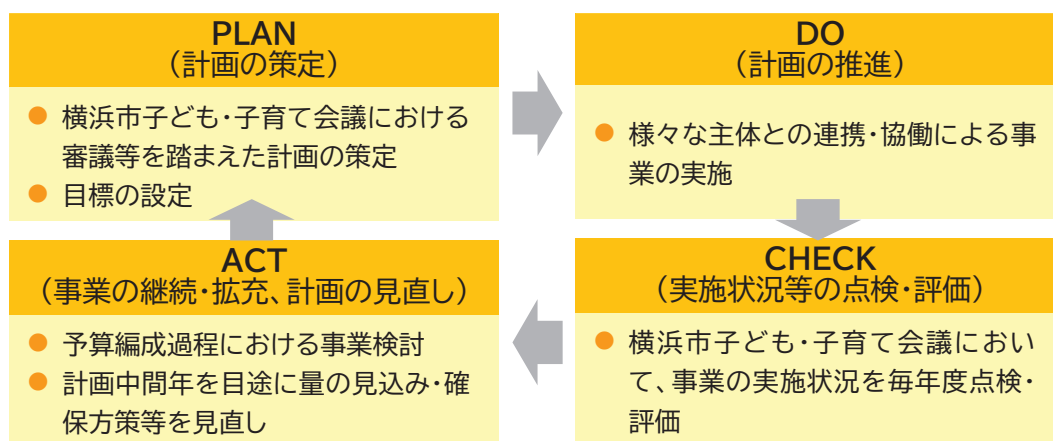 PLAN
（計画の策定）
● 横浜市子ども・子育て会議における
審議等を踏まえた計画の策定
● 目標の設定
DO
（計画の推進）
● 様々な主体との連携・協働による事
業の実施
ACT
（事業の継続・拡充、計画の見直し）
● 予算編成過程における事業検討
● 計画中間年を目途に量の見込み・確
保方策等を見直し
CHECK
（実施状況等の点検・評価）
● 横浜市子ども・子育て会議におい
て、事業の実施状況を毎年度点検・
評価